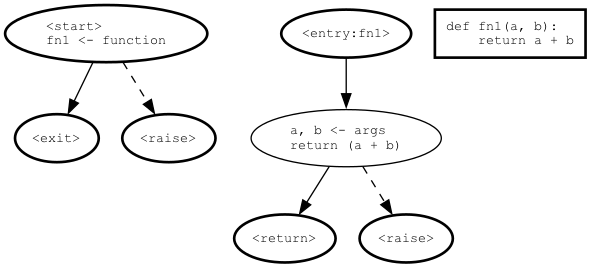 <start>
fn1 <- function
<exit>
<raise>
<entry:fn1>
a, b <- args
return (a + b)
<return>
<raise>
def fn1(a, b):
    return a + b